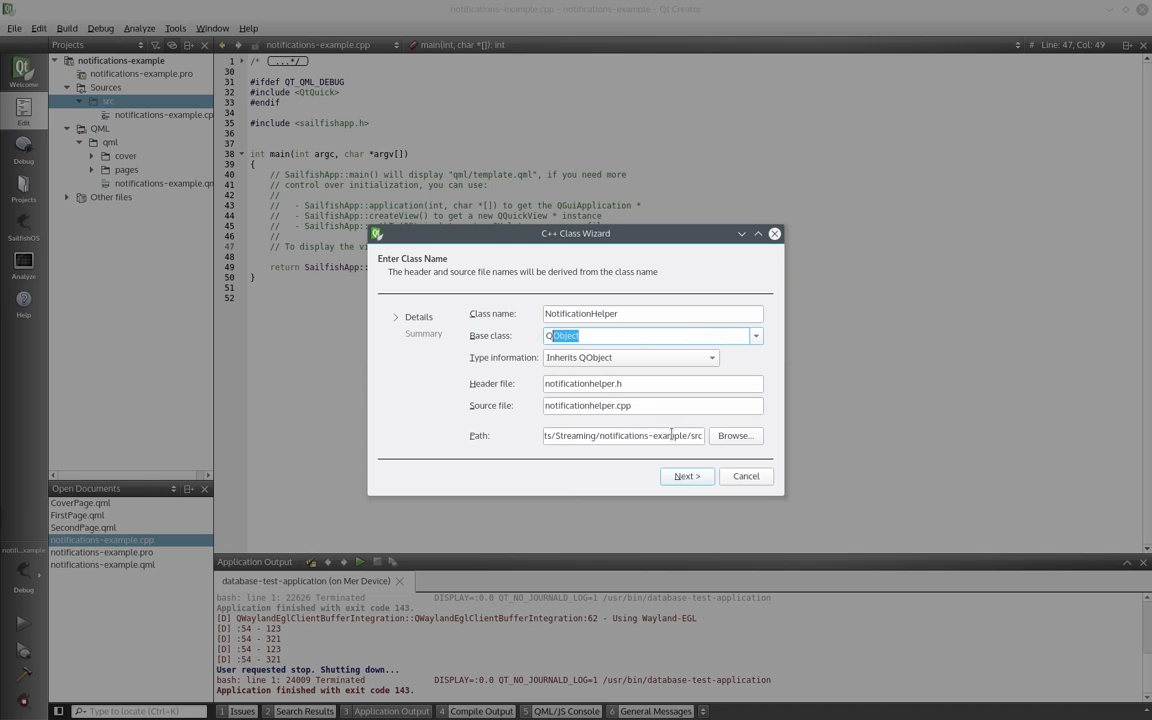 notifications-example.cpp - notifications-example - Qt Creator
File Edit Build Debug Analyze Tools Window Help
Projects
notifications-example.cpp
main(int, char *[]): int
# Line: 47, Col: 49
Welcome
Edit
Debug
Projects
SailfishOS
Analyze
Help
notifications-example
notifications-example.pro
Sources
src
notifications-example.cp
QML
qml
cover
pages
notifications-example.qm
Other files
1 /* ...*/
30
31 #ifdef QT_QML_DEBUG
32 #include <QtQuick>
33 #endif
34
35 #include <sailfishapp.h>
36
37
38 int main(int argc, char *argv[])
39 {
40 // SailfishApp::main() will display "qml/template.qml", if you need more
41 // control over initialization, you can use:
42 //
43 // - SailfishApp::application(int, char *[]) to get the QGuiApplication *
44 // - SailfishApp::createView() to get a new QQuickView * instance
45 // - SailfishApp::
46 //
47 // To display the vi
48
49 return SailfishApp::
50 }
51
52
C++ Class Wizard
Enter Class Name
The header and source file names will be derived from the class name
Details
Summary
Class name: NotificationHelper
Base class: QObject
Type information: Inherits QObject
Header file: notificationhelper.h
Source file: notificationhelper.cpp
Path: ts/Streaming/notifications-example/src Browse...
Next > Cancel
Open Documents
CoverPage.qml
FirstPage.qml
SecondPage.qml
notifications-example.cpp
notifications-example.pro
notifications-example.qml
notifi...xample
Debug
Application Output
database-test-application (on Mer Device)
bash: line 1: 22626 Terminated DISPLAY=:0.0 QT_NO_JOURNALD_LOG=1 /usr/bin/database-test-application
Application finished with exit code 143.
[D] QWaylandEglClientBufferIntegration::QWaylandEglClientBufferIntegration:62 - Using Wayland-EGL
[D] :54 - 123
[D] :54 - 321
[D] :54 - 123
[D] :54 - 321
User requested stop. Shutting down...
bash: line 1: 24009 Terminated DISPLAY=:0.0 QT_NO_JOURNALD_LOG=1 /usr/bin/database-test-application
Application finished with exit code 143.
Type to locate (Ctrl+K)
1 Issues 2 Search Results 3 Application Output 4 Compile Output 5 QML/JS Console 6 General Messages